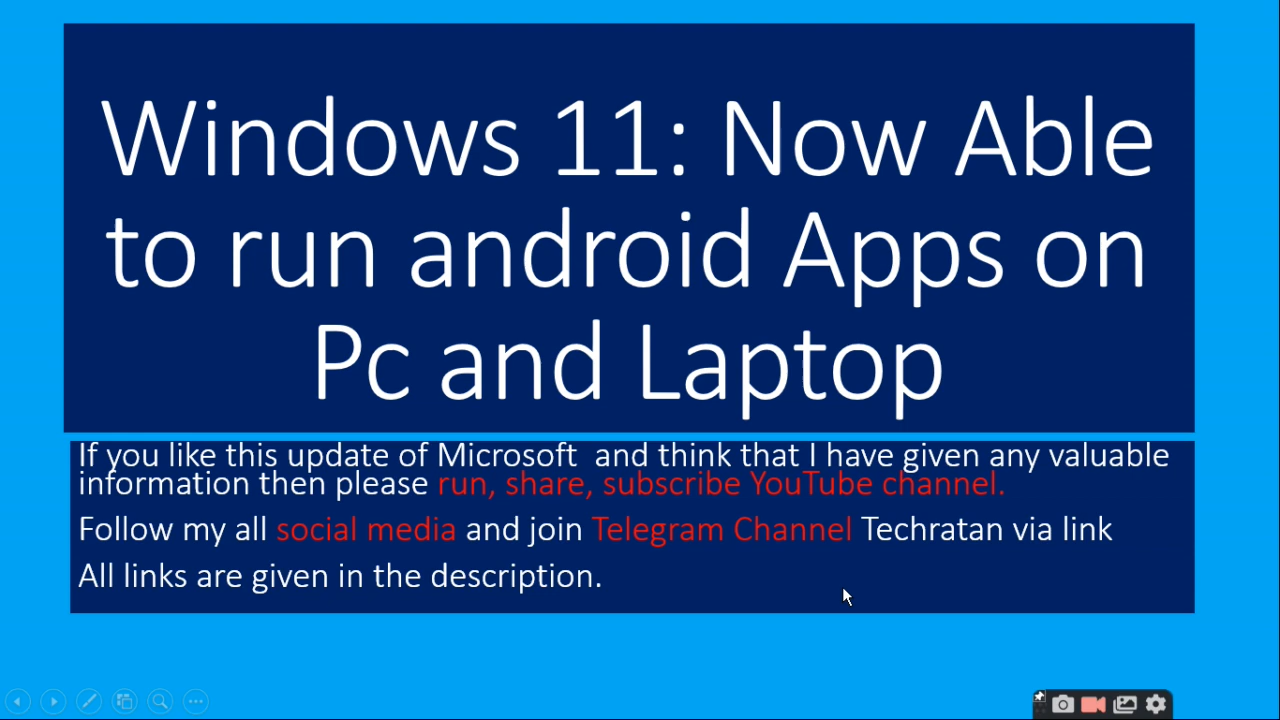 Windows 11: Now Able
to run android Apps on
Pc and Laptop
If you like this update of Microsoft  and think that I have given any valuable
information then please run, share, subscribe YouTube channel.
Follow my all social media and join Telegram Channel Techratan via link
All links are given in the description.